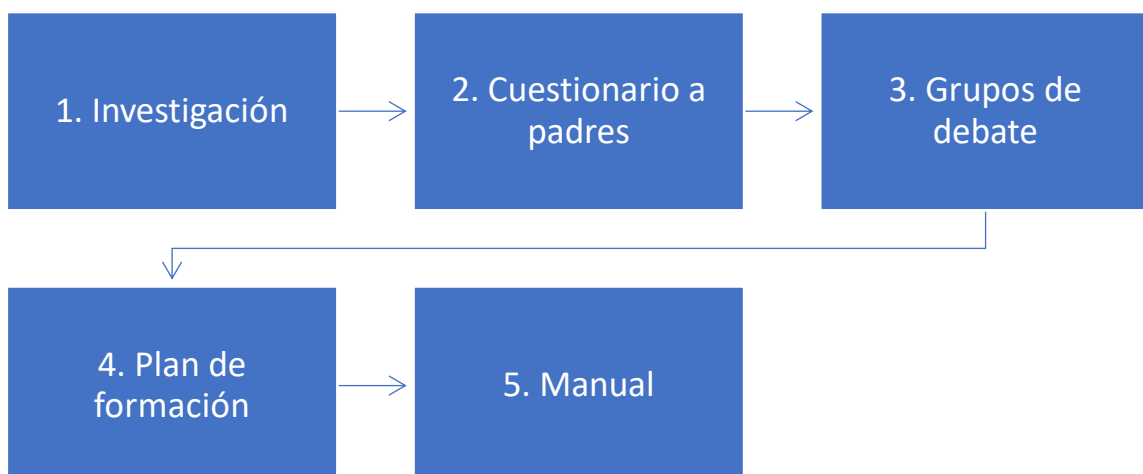 1. Investigación
2. Cuestionario a
padres
3. Grupos de
debate
4. Plan de
formación
5. Manual